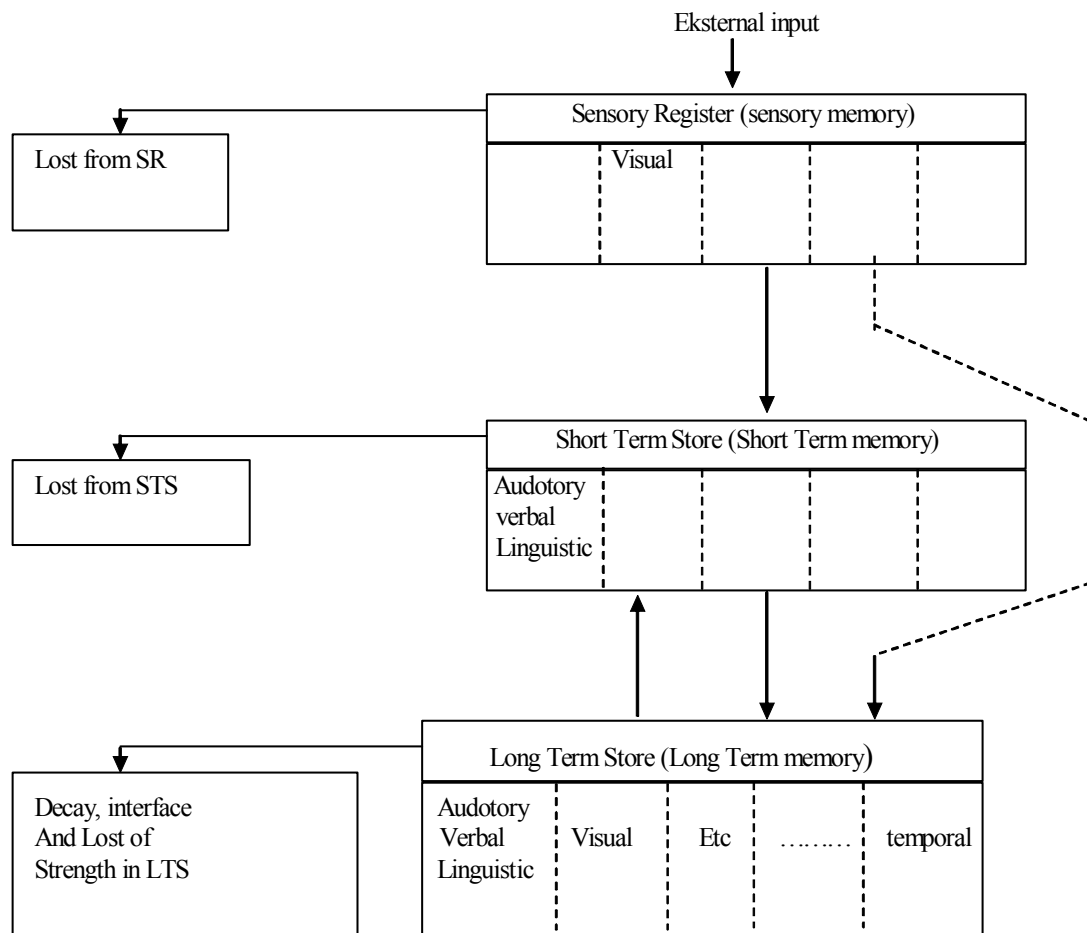 Eksternal input
Sensory Register (sensory memory)
Lost from SR
Visual
Short Term Store (Short Term memory)
Lost from STS
Audotory
verbal
Linguistic
Long Term Store (Long Term memory)
Decay, interface
And Lost of
Strength in LTS
Audotory
Verbal
Linguistic
Visual
Etc
………
temporal